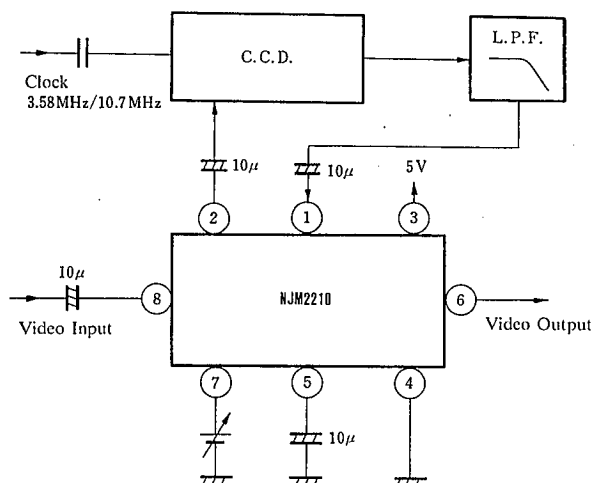 C.C.D.
L.P.F.
Clock
3.58MHz/10.7MHz
10μ
10μ
5V
2
1
3
10μ
8
NJM2210
6
Video Input
Video Output
7
5
4
10μ